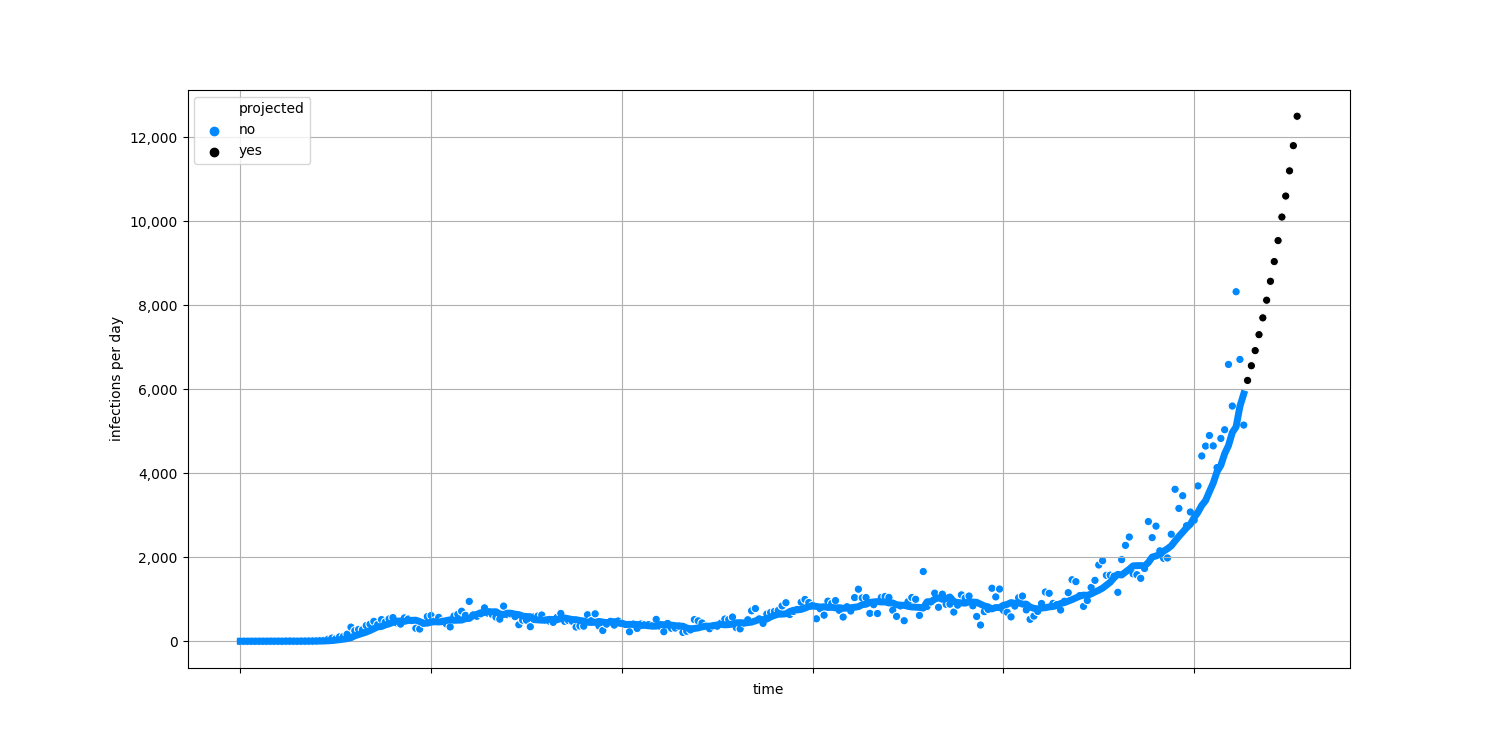 projected
no
yes
12,000
10,000
8,000
6,000
4,000
2,000
0
infections per day
time